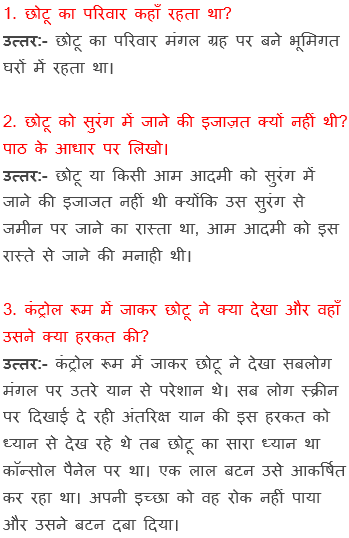 1. छोटू का परिवार कहाँ रहता था?
उत्तर:- छोटू का परिवार मंगल ग्रह पर बने भूमिगत
घरों में रहता था।
2. छोटू को सुरंग में जाने की इजाज़त क्यों नहीं थी?
पाठ के आधार पर लिखो।
उत्तर:- छोटू या किसी आम आदमी को सुरंग में
जाने की इजाजत नहीं थी क्योंकि उस सुरंग से
जमीन पर जाने का रास्ता था, आम आदमी को इस
रास्ते से जाने की मनाही थी।
3. कंट्रोल रूम में जाकर छोटू ने क्या देखा और वहाँ
उसने क्या हरकत की?
उत्तर:- कंट्रोल रूम में जाकर छोटू ने देखा सबलोग
मंगल पर उतरे यान से परेशान थे। सब लोग स्क्रीन
पर दिखाई दे रही अंतरिक्ष यान की इस हरकत को
ध्यान से देख रहे थे तब छोटू का सारा ध्यान था
कॉन्सोल पैनेल पर था। एक लाल बटन उसे आकर्षित
कर रहा था। अपनी इच्छा को वह रोक नहीं पाया
और उसने बटन दबा दिया।